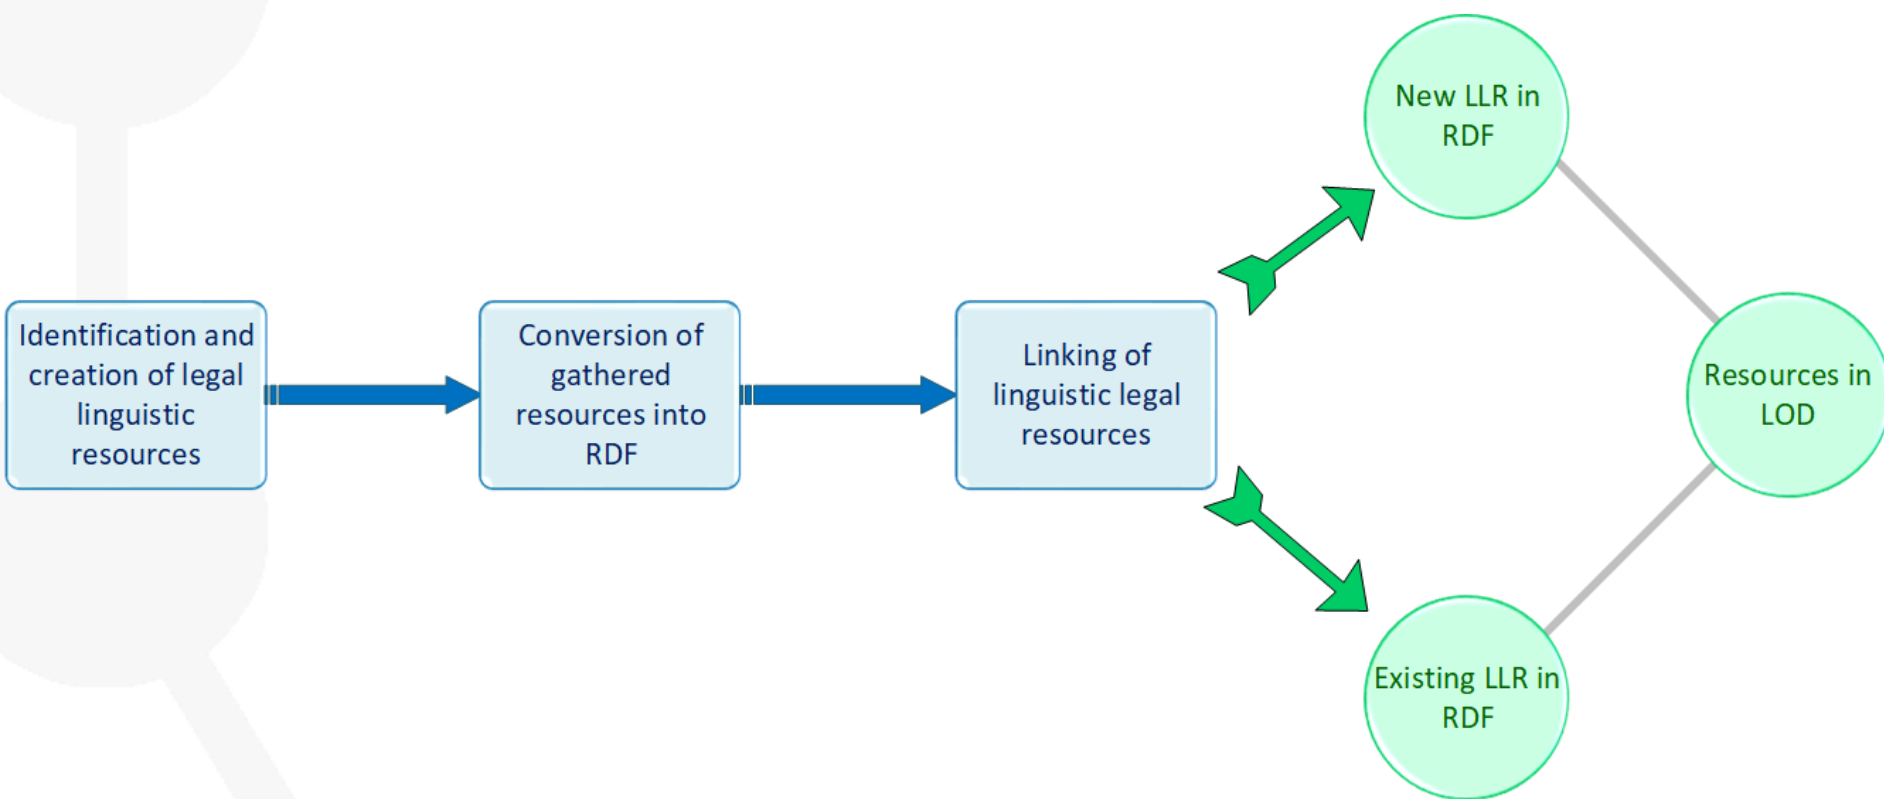 Identification and
creation of legal
linguistic
resources
Conversion of
gathered
resources into
RDF
Linking of
linguistic legal
resources
New LLR in
RDF
Resources in
LOD
Existing LLR in
RDF